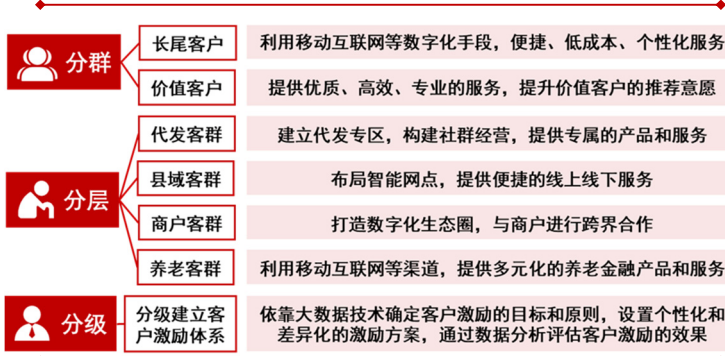 分群
长尾客户
利用移动互联网等数字化手段，便捷、低成本、个性化服务
价值客户
提供优质、高效、专业的服务，提升价值客户的推荐意愿
分层
代发客群
建立代发专区，构建社群经营，提供专属的产品和服务
县域客群
布局智能网点，提供便捷的线上线下服务
商户客群
打造数字化生态圈，与商户进行跨界合作
养老客群
利用移动互联网等渠道，提供多元化的养老金融产品和服务
分级
分级建立客
户激励体系
依靠大数据技术确定客户激励的目标和原则，设置个性化和
差异化的激励方案，通过数据分析评估客户激励的效果